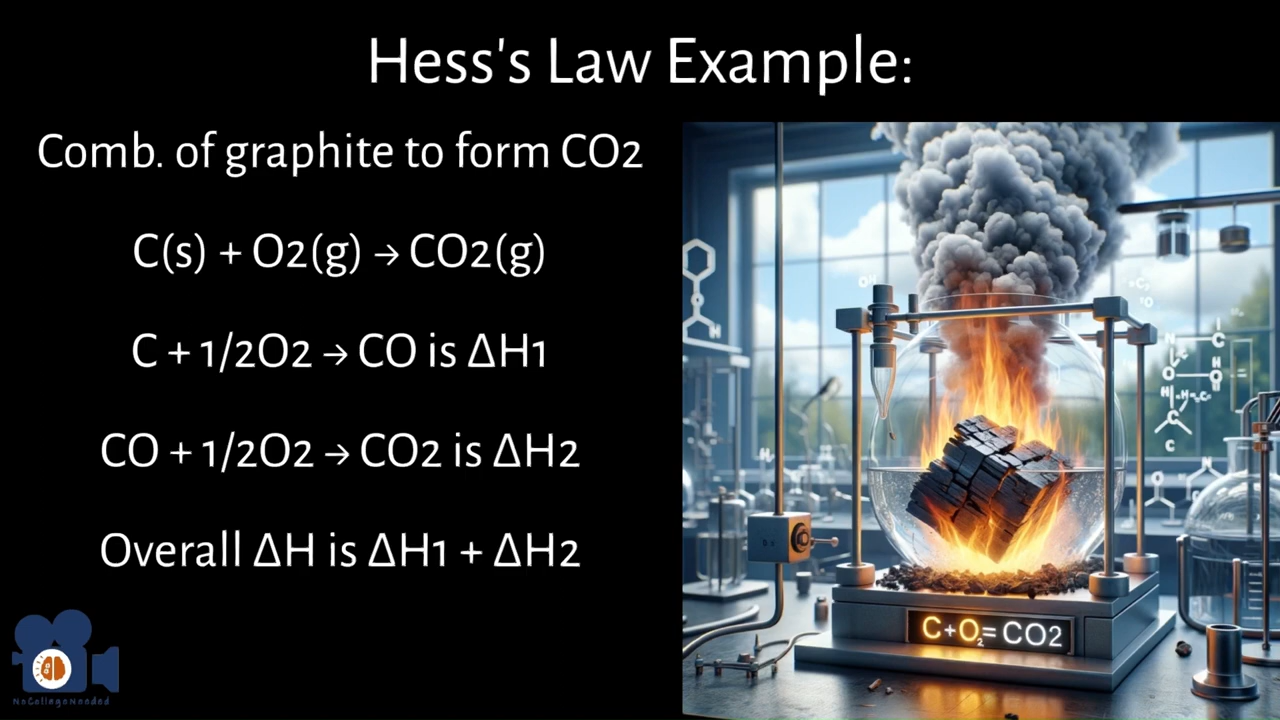 Hess's Law Example:
Comb. of graphite to form CO2
C(s) + O2(g) → CO2(g)
C + 1/2O2 → CO is ΔH1
CO + 1/2O2 → CO2 is ΔH2
Overall ΔH is ΔH1 + ΔH2
C+O₂= CO2
NoCollegeNeeded